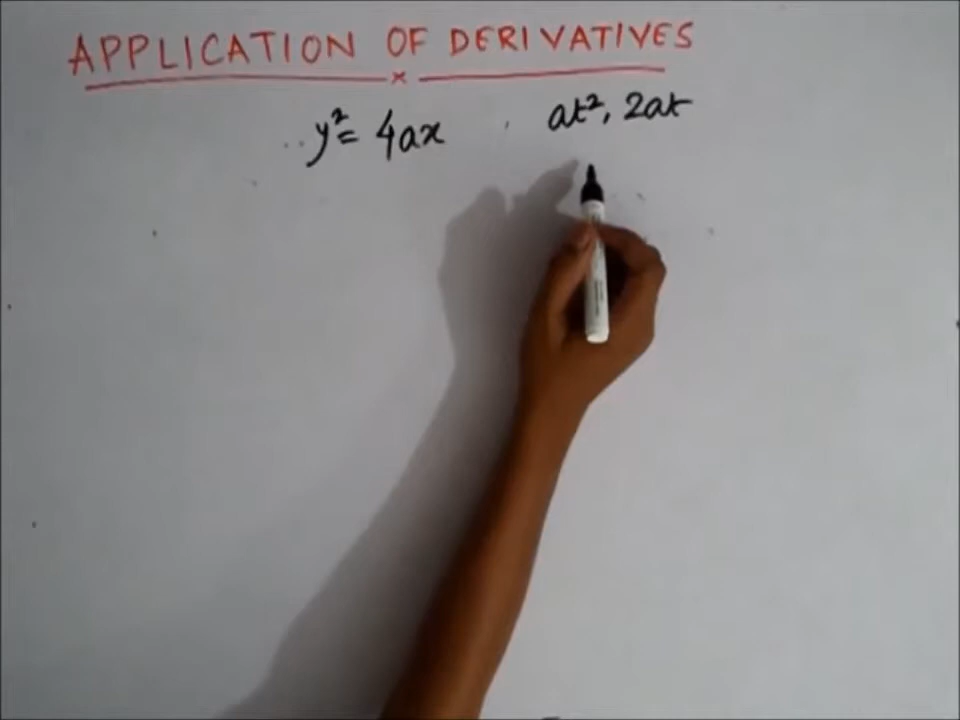 APPLICATION OF DERIVATIVES
y² = 4ax at², 2at